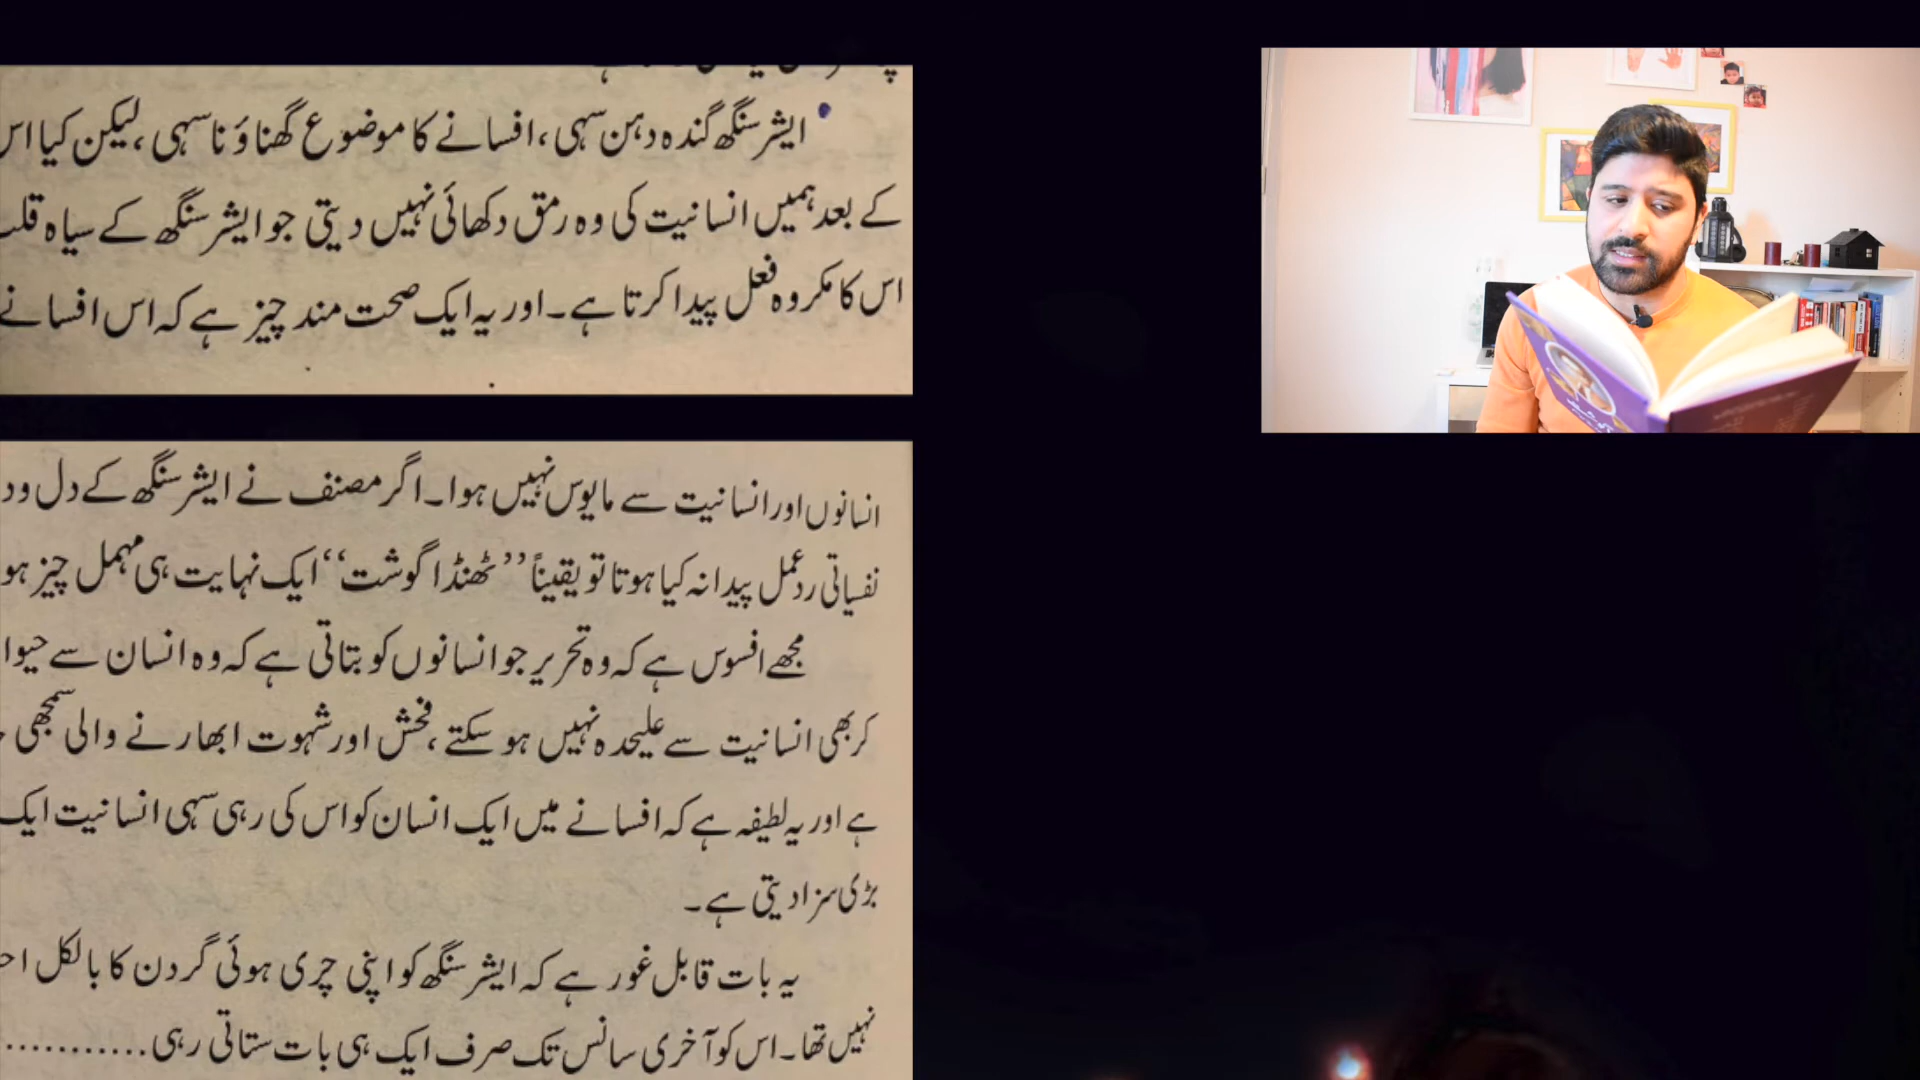 ایشر سنگھ گندہ دہن سہی، افسانے کا موضوع گھناؤنا سہی، لیکن کیا اس
کے بعد ہمیں انسانیت کی وہ رمق دکھائی نہیں دیتی جو ایشر سنگھ کے سیاہ
اس کا مکروہ فعل پیدا کرتا ہے۔ اور یہ ایک صحت مند چیز ہے کہ اس افسانے
انسانوں اور انسانیت سے مایوس نہیں ہوا۔ اگر مصنف نے ایشر سنگھ کے دل و
نفسیاتی ردعمل پیدا نہ کیا ہوتا تو یقیناً ’’ٹھنڈا گوشت‘‘ ایک نہایت ہی مہمل چیز
مجھے افسوس ہے کہ وہ تحریر جو انسانوں کو بتاتی ہے کہ وہ انسان سے
کر بھی انسانیت سے علیحدہ نہیں ہو سکتے، فحش اور شہوت ابھارنے والی سمجھی
ہے اور یہ لطیفہ ہے کہ افسانے میں ایک انسان کو اس کی رہی سہی انسانیت ایک
بڑی سزا دیتی ہے۔
یہ بات قابل غور ہے کہ ایشر سنگھ کو اپنی چری ہوئی گردن کا بالکل
نہیں تھا۔ اس کو آخری سانس تک صرف ایک ہی بات ستاتی رہی............